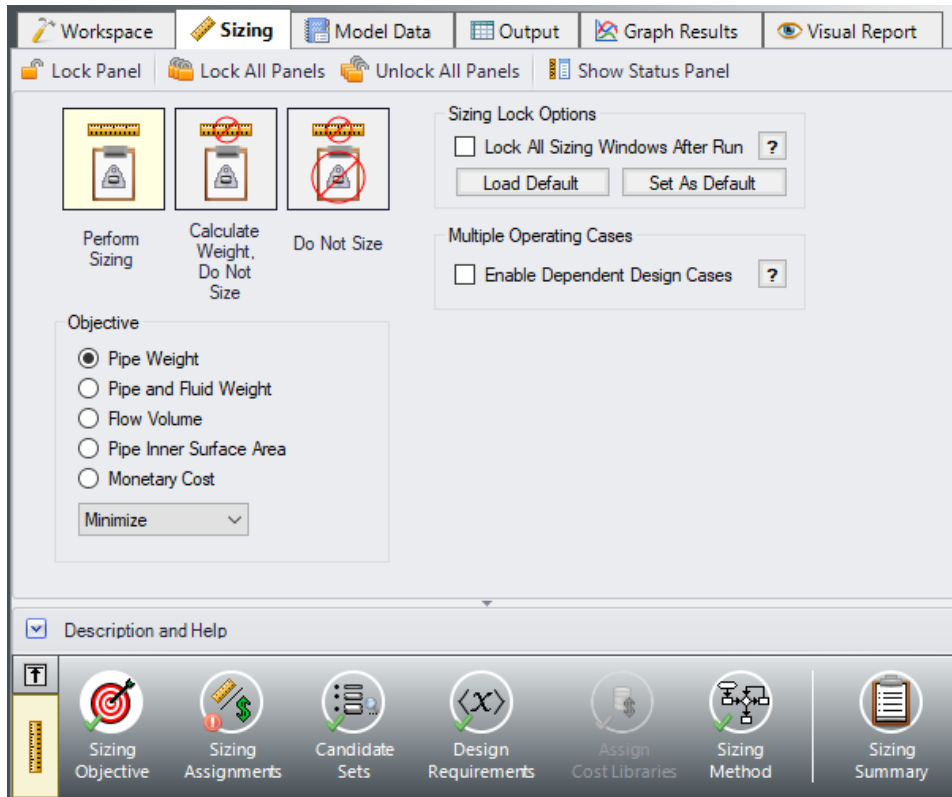 Workspace
Sizing
Model Data
Output
Graph Results
Visual Report
Lock Panel
Lock All Panels
Unlock All Panels
Show Status Panel
Perform
Sizing
Calculate
Weight,
Do Not
Size
Do Not Size
Sizing Lock Options
Lock All Sizing Windows After Run
?
Load Default
Set As Default
Multiple Operating Cases
Enable Dependent Design Cases
?
Objective
Pipe Weight
Pipe and Fluid Weight
Flow Volume
Pipe Inner Surface Area
Monetary Cost
Minimize
Description and Help
Sizing
Objective
$
Sizing
Assignments
Candidate
Sets
⟨x⟩
Design
Requirements
$
Assign
Cost Libraries
Sizing
Method
Sizing
Summary